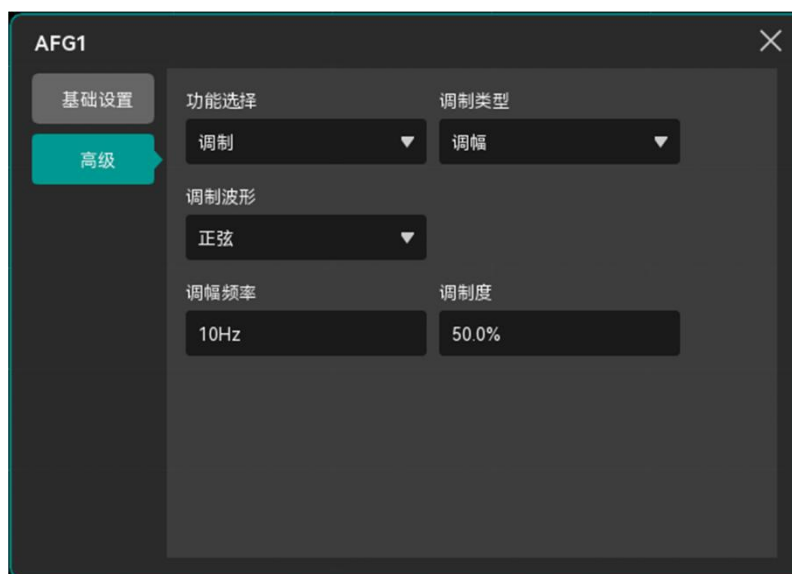 AFG1
基础设置
高级
功能选择 调制类型
调制 调幅
调制波形
正弦
调幅频率 调制度
10Hz 50.0%